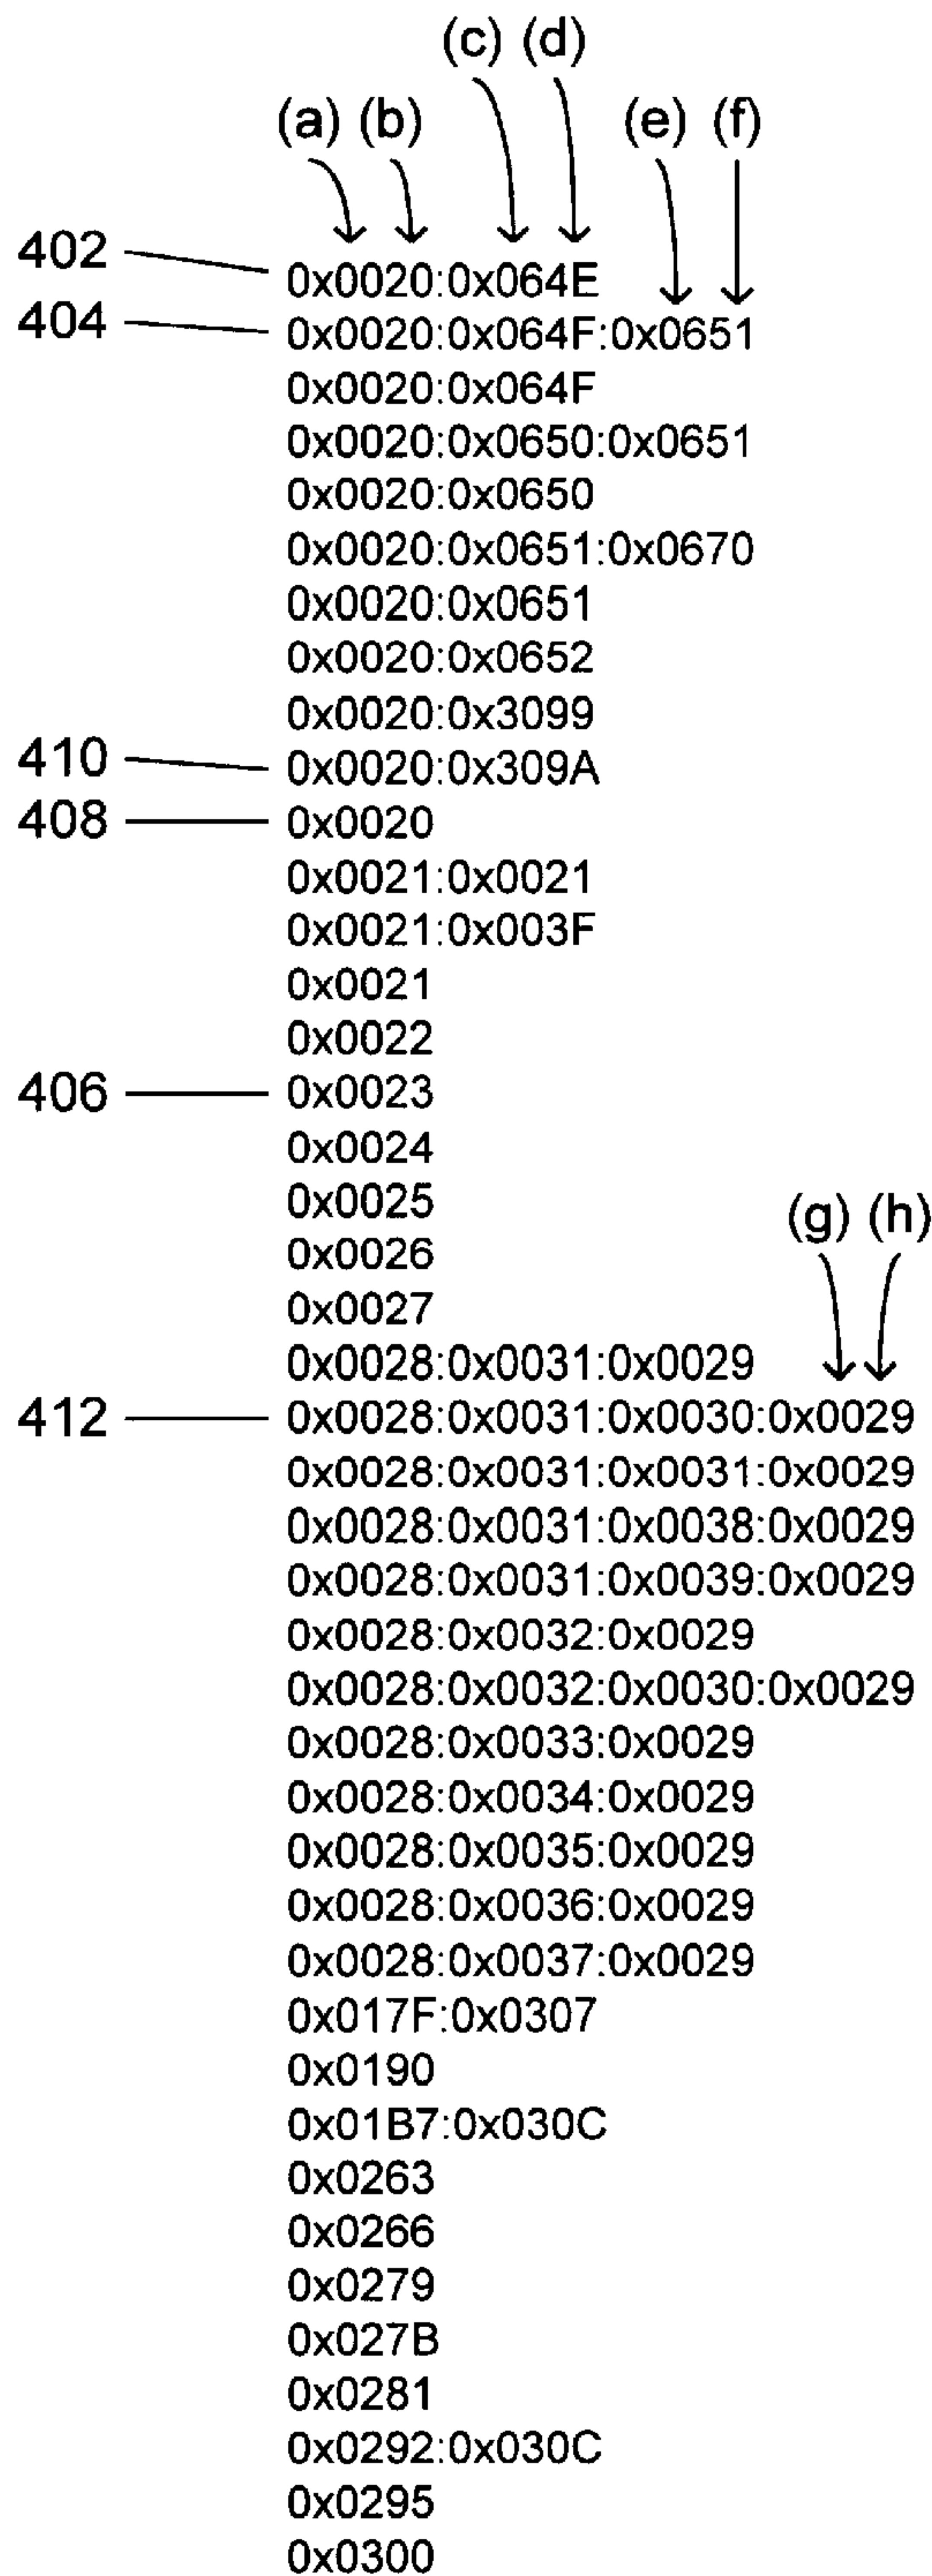 (c) (d)
(a) (b) (e) (f)
402 0x0020:0x064E
404 0x0020:0x064F:0x0651
0x0020:0x064F
0x0020:0x0650:0x0651
0x0020:0x0650
0x0020:0x0651:0x0670
0x0020:0x0651
0x0020:0x0652
0x0020:0x3099
410 0x0020:0x309A
408 0x0020
0x0021:0x0021
0x0021:0x003F
0x0021
0x0022
406 0x0023
0x0024
0x0025
(g) (h)
0x0026
0x0027
0x0028:0x0031:0x0029
412 0x0028:0x0031:0x0030:0x0029
0x0028:0x0031:0x0031:0x0029
0x0028:0x0031:0x0038:0x0029
0x0028:0x0031:0x0039:0x0029
0x0028:0x0032:0x0029
0x0028:0x0032:0x0030:0x0029
0x0028:0x0033:0x0029
0x0028:0x0034:0x0029
0x0028:0x0035:0x0029
0x0028:0x0036:0x0029
0x0028:0x0037:0x0029
0x017F:0x0307
0x0190
0x01B7:0x030C
0x0263
0x0266
0x0279
0x027B
0x0281
0x0292:0x030C
0x0295
0x0300